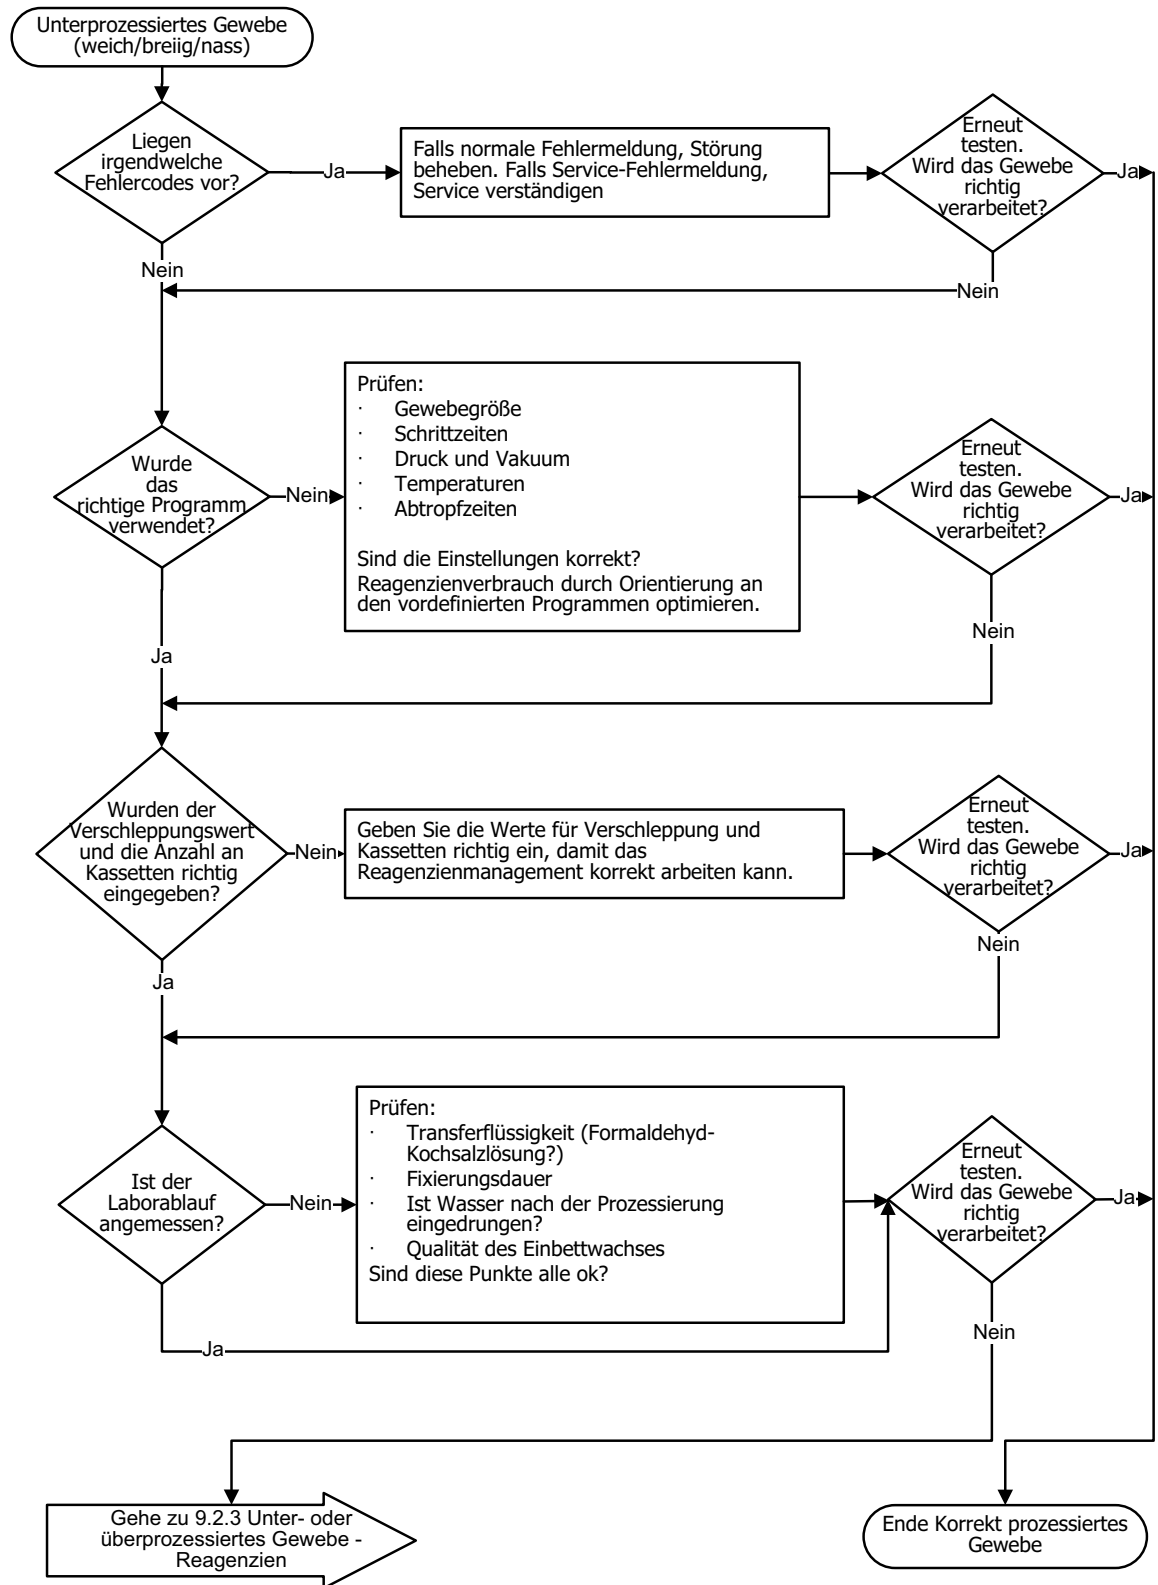 Unterprozessiertes Gewebe
(weich/breiig/nass)
Liegen
irgendwelche
Fehlercodes vor?
Ja
Falls normale Fehlermeldung, Störung
beheben. Falls Service-Fehlermeldung,
Service verständigen
Erneut
testen.
Wird das Gewebe
richtig
verarbeitet?
Ja
Nein
Nein
Wurde
das
richtige Programm
verwendet?
Nein
Prüfen:
· Gewebegröße
· Schrittzeiten
· Druck und Vakuum
· Temperaturen
· Abtropfzeiten
Sind die Einstellungen korrekt?
Reagenzienverbrauch durch Orientierung an
den vordefinierten Programmen optimieren.
Erneut
testen.
Wird das Gewebe
richtig
verarbeitet?
Ja
Nein
Ja
Wurden der
Verschleppungswert
und die Anzahl an
Kassetten richtig
eingegeben?
Nein
Geben Sie die Werte für Verschleppung und
Kassetten richtig ein, damit das
Reagenzienmanagement korrekt arbeiten kann.
Erneut
testen.
Wird das Gewebe
richtig
verarbeitet?
Ja
Nein
Ja
Ist der
Laborablauf
angemessen?
Nein
Prüfen:
· Transferflüssigkeit (Formaldehyd-
Kochsalzlösung?)
· Fixierungsdauer
· Ist Wasser nach der Prozessierung
eingedrungen?
· Qualität des Einbettwachses
Sind diese Punkte alle ok?
Erneut
testen.
Wird das Gewebe
richtig
verarbeitet?
Ja
Nein
Ja
Gehe zu 9.2.3 Unter- oder
überprozessiertes Gewebe -
Reagenzien
Ende Korrekt prozessiertes
Gewebe